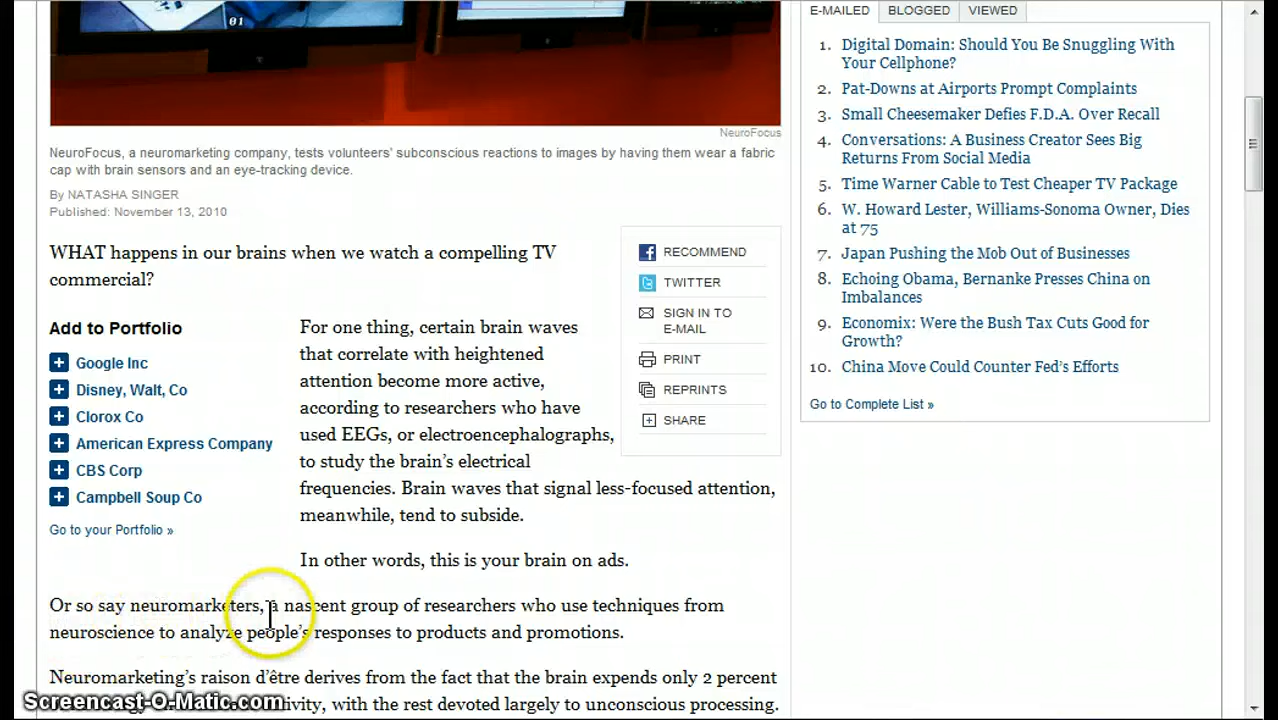 01
NeuroFocus
NeuroFocus, a neuromarketing company, tests volunteers' subconscious reactions to images by having them wear a fabric
cap with brain sensors and an eye-tracking device.
By NATASHA SINGER
Published: November 13, 2010
WHAT happens in our brains when we watch a compelling TV
commercial?
Add to Portfolio
Google Inc
Disney, Walt, Co
Clorox Co
American Express Company
CBS Corp
Campbell Soup Co
Go to your Portfolio »
For one thing, certain brain waves
that correlate with heightened
attention become more active,
according to researchers who have
used EEGs, or electroencephalographs,
to study the brain's electrical
frequencies. Brain waves that signal less-focused attention,
meanwhile, tend to subside.
In other words, this is your brain on ads.
Or so say neuromarketers, a nascent group of researchers who use techniques from
neuroscience to analyze people's responses to products and promotions.
Neuromarketing's raison d'être derives from the fact that the brain expends only 2 percent
tivity, with the rest devoted largely to unconscious processing.
RECOMMEND
TWITTER
SIGN IN TO
E-MAIL
PRINT
REPRINTS
SHARE
E-MAILED BLOGGED VIEWED
1. Digital Domain: Should You Be Snuggling With
Your Cellphone?
2. Pat-Downs at Airports Prompt Complaints
3. Small Cheesemaker Defies F.D.A. Over Recall
4. Conversations: A Business Creator Sees Big
Returns From Social Media
5. Time Warner Cable to Test Cheaper TV Package
6. W. Howard Lester, Williams-Sonoma Owner, Dies
at 75
7. Japan Pushing the Mob Out of Businesses
8. Echoing Obama, Bernanke Presses China on
Imbalances
9. Economix: Were the Bush Tax Cuts Good for
Growth?
10. China Move Could Counter Fed's Efforts
Go to Complete List »
Screencast-O-Matic.com